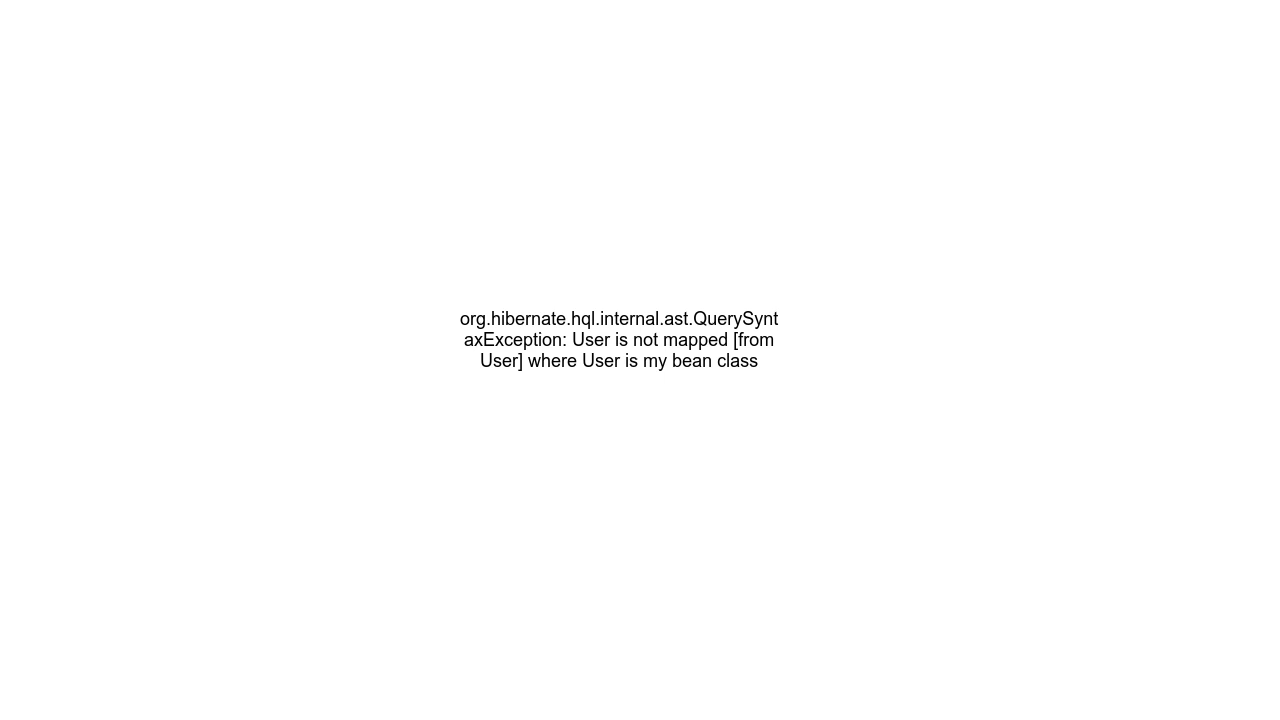 org.hibernate.hql.internal.ast.QuerySynt
axException: User is not mapped [from
User] where User is my bean class